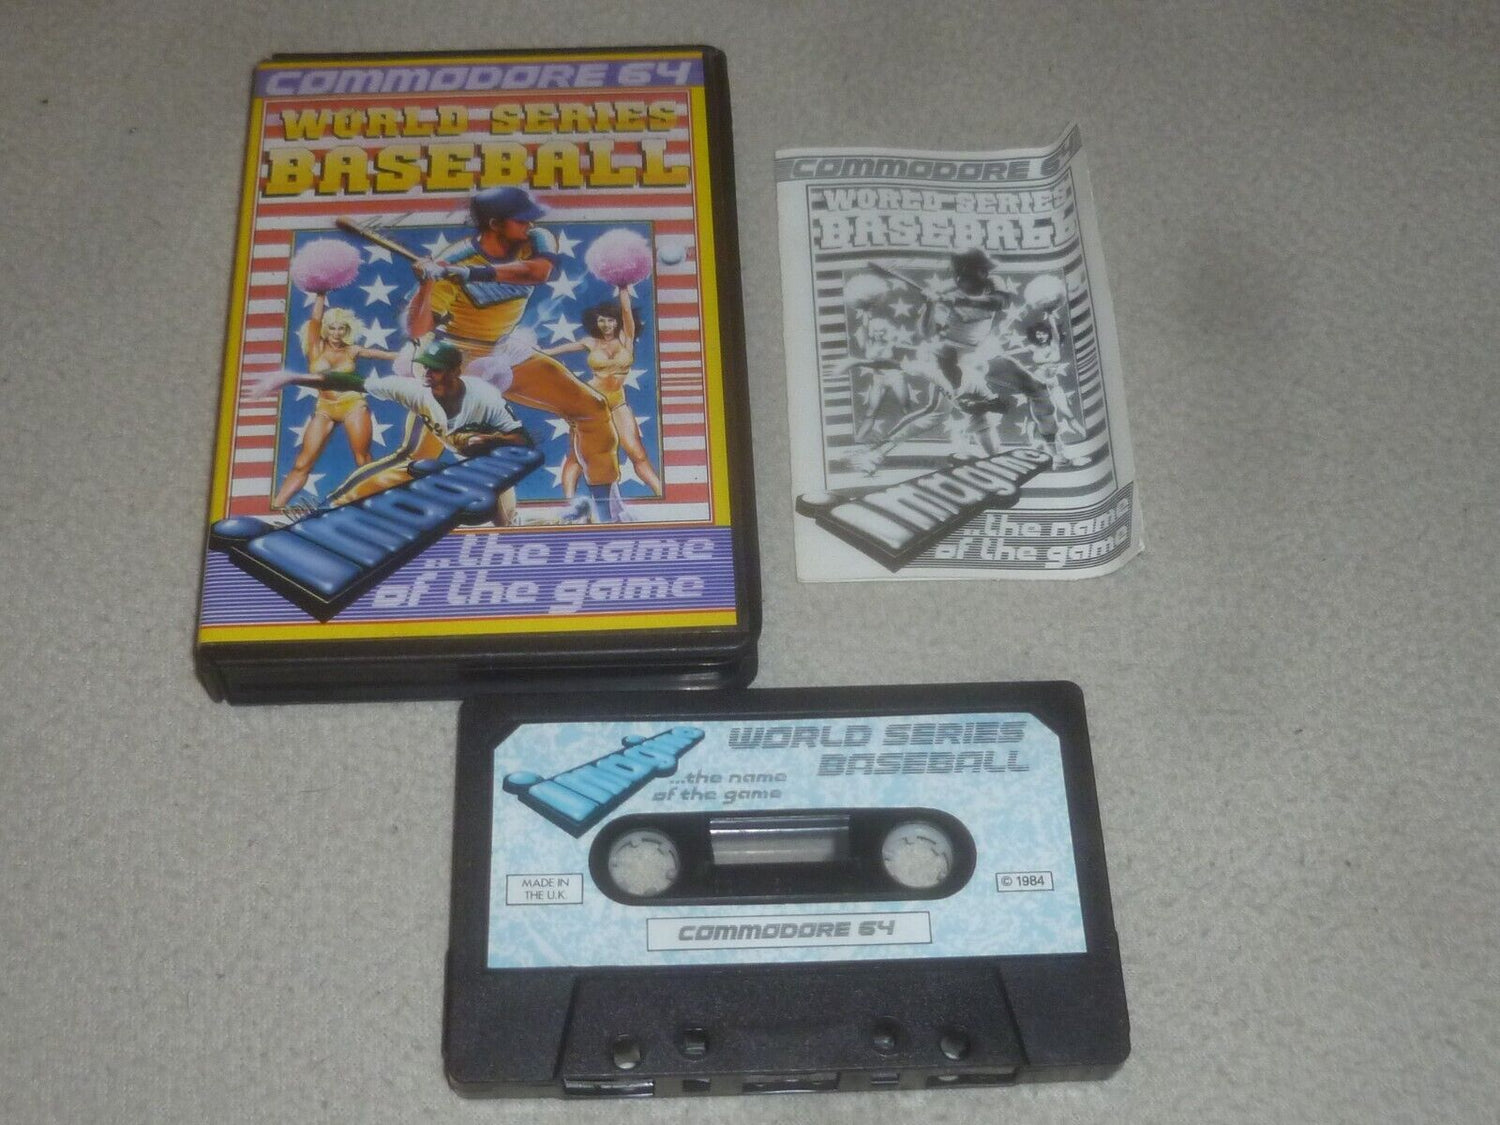 COMMODORE 64
WORLD SERIES
BASEBALL
imagine
...the name
of the game
COMMODORE 64
WORLD SERIES
BASEBALL
imagine
...the name
of the game
imagine
...the name
of the game
WORLD SERIES
BASEBALL
MADE IN
THE U.K
© 1984
COMMODORE 64